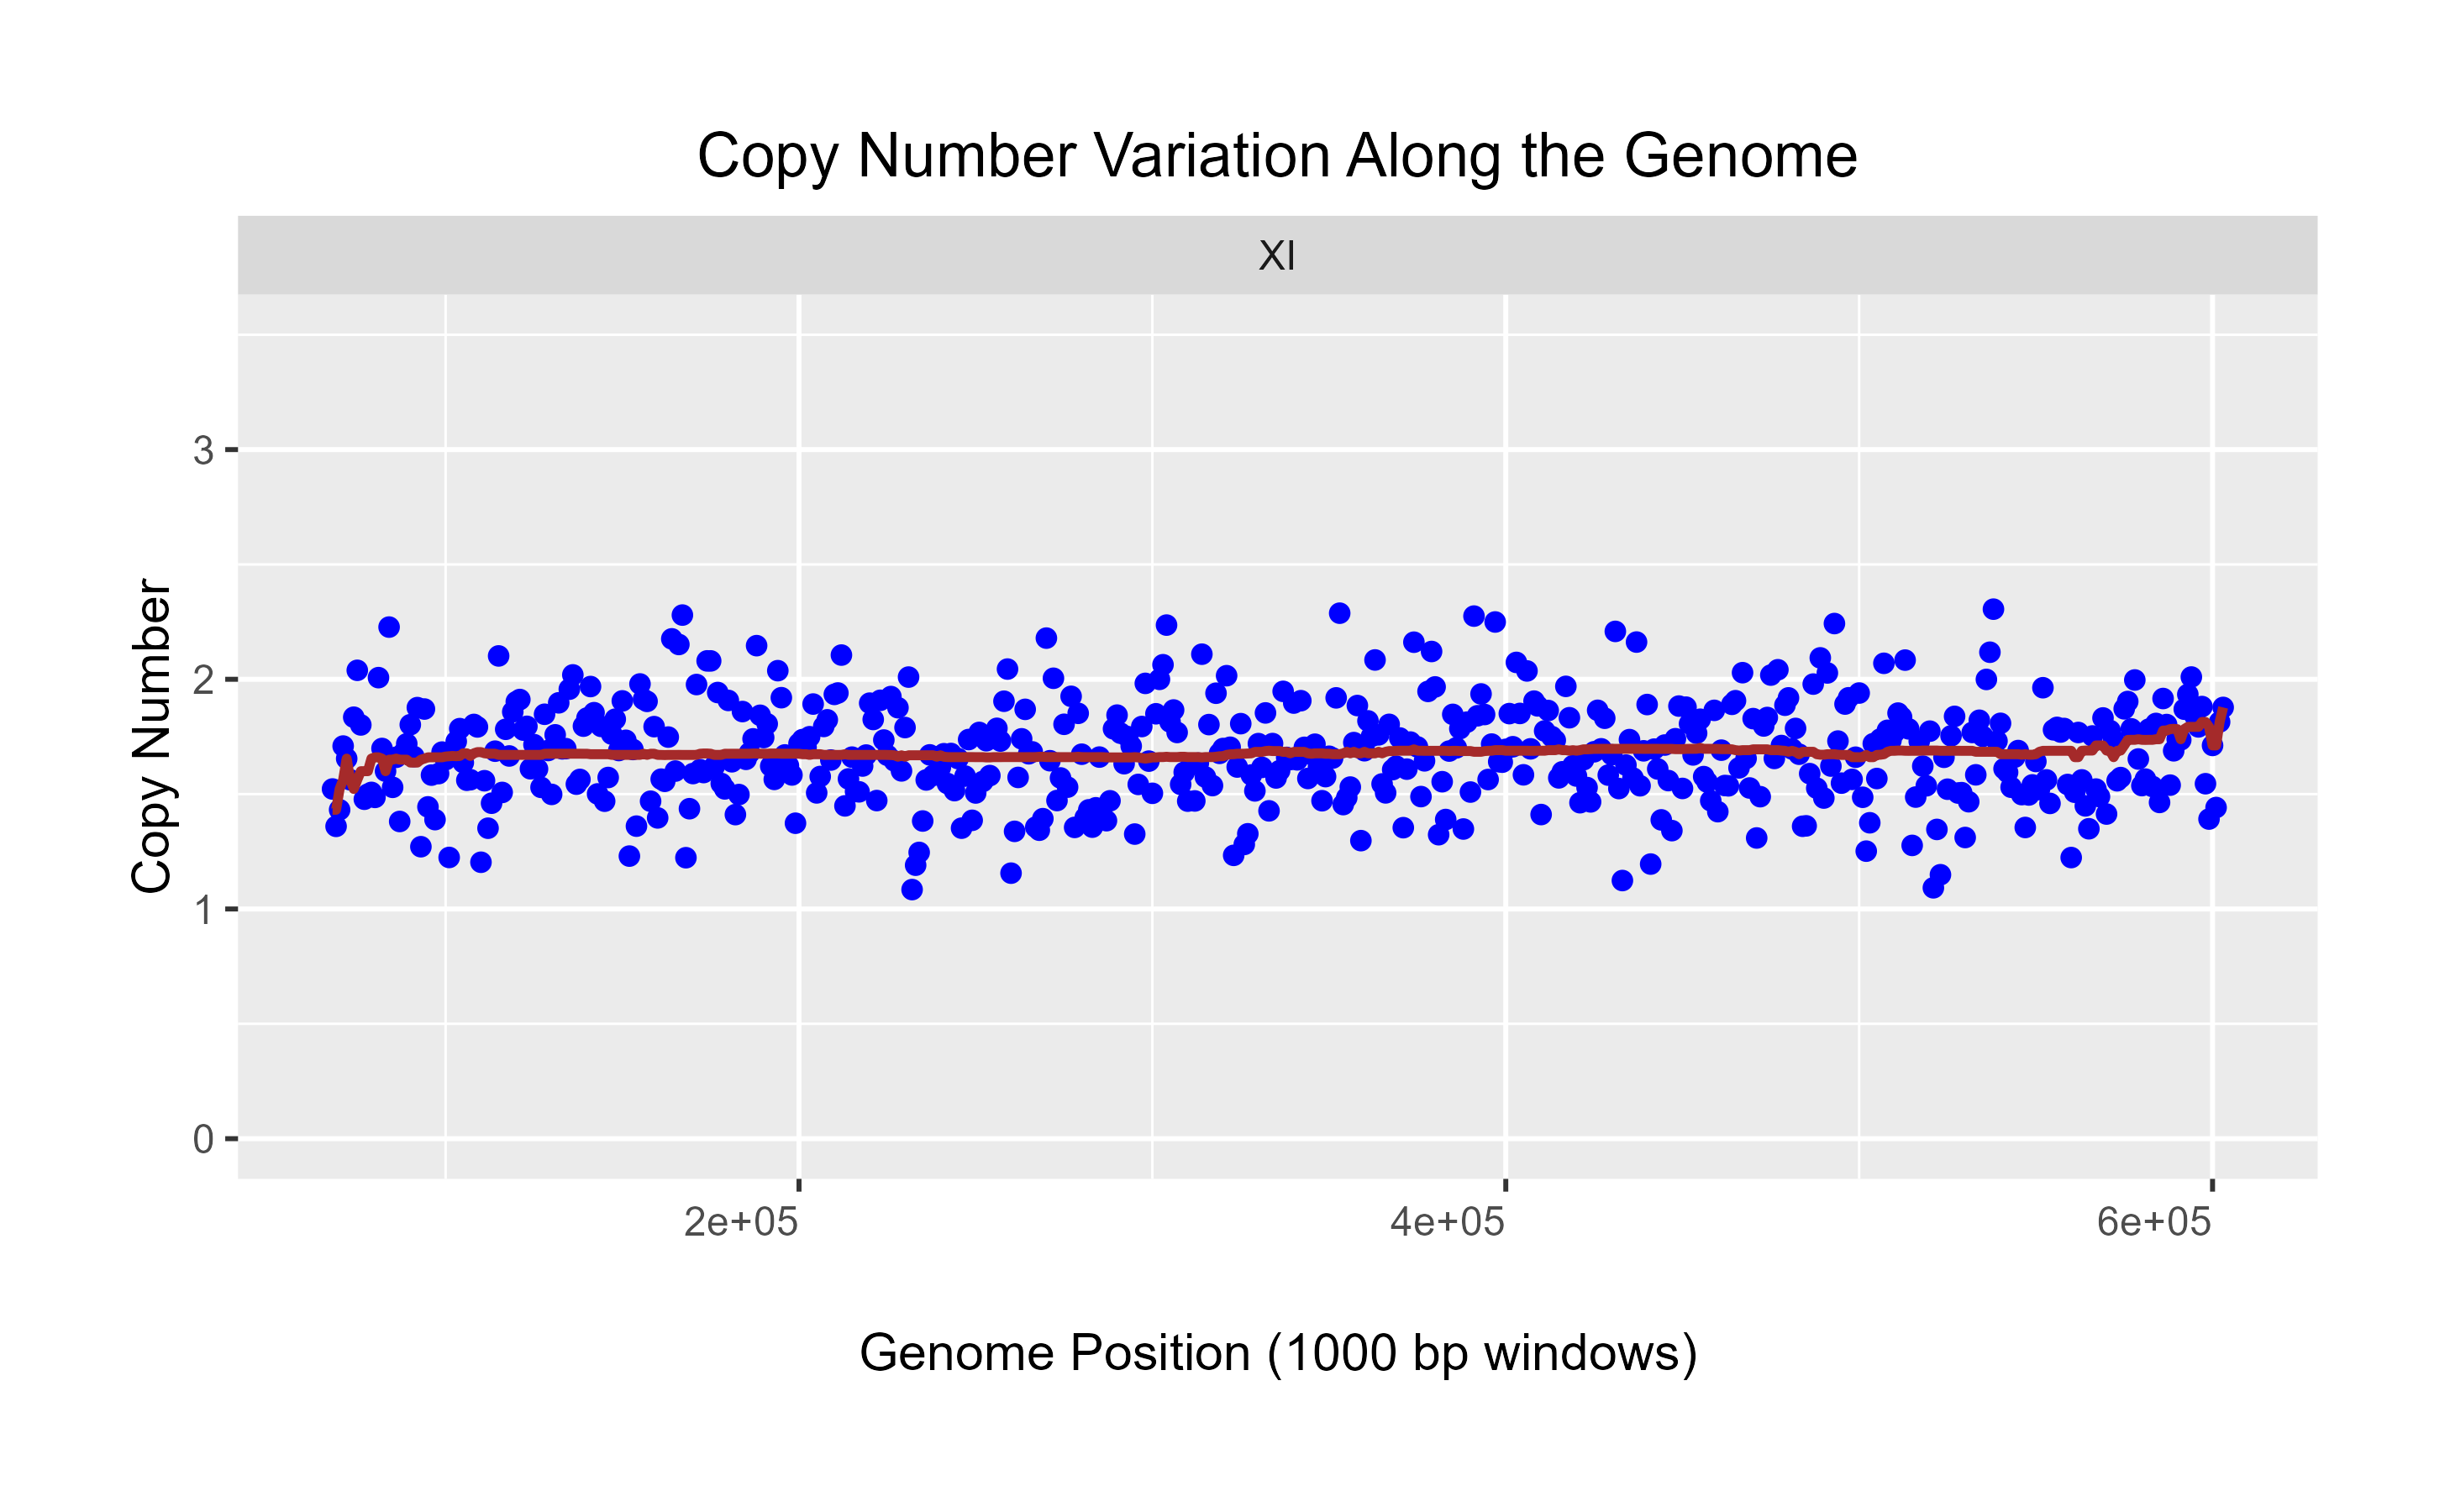 Copy Number Variation Along the Genome
XI
Copy Number
3
2
1
0
2e+05
4e+05
6e+05
Genome Position (1000 bp windows)